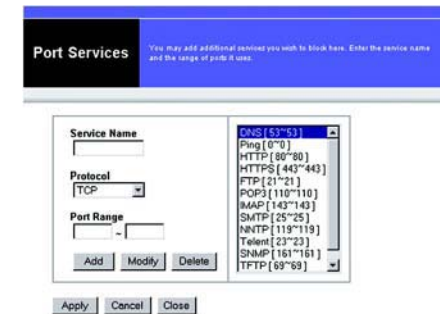 Port Services
You may add additional services you wish to block here. Enter the service name
and the range of ports it uses.
Service Name
Protocol
TCP
Port Range
~
Add Modify Delete
DNS [ 53~53 ]
Ping [ 0~0 ]
HTTP [ 80~80 ]
HTTPS [ 443~443 ]
FTP [ 21~21 ]
POP3 [ 110~110 ]
IMAP [ 143~143 ]
SMTP [ 25~25 ]
NNTP [ 119~119 ]
Telent [ 23~23 ]
SNMP [ 161~161 ]
TFTP [ 69~69 ]
Apply Cancel Close